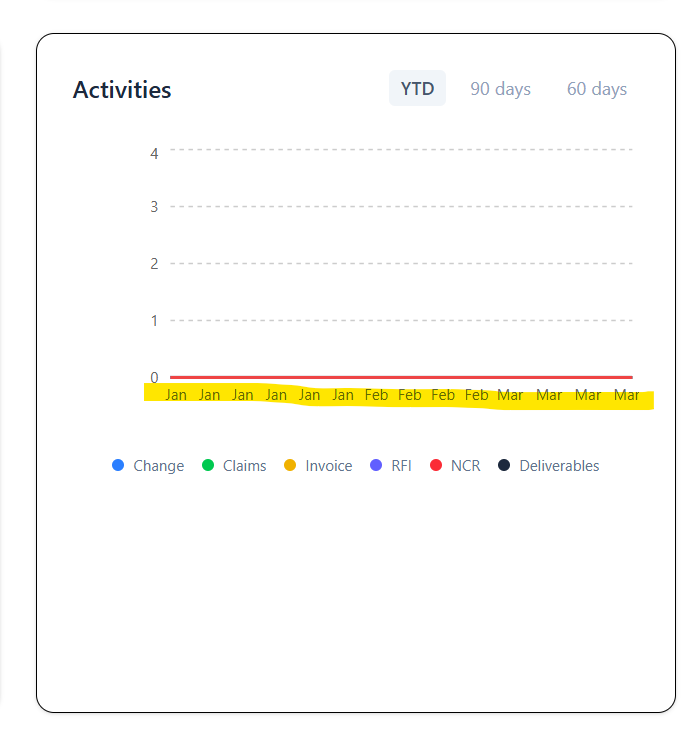 Activities YTD 90 days 60 days
4
3
2
1
0
Jan Jan Jan Jan Jan Jan Feb Feb Feb Feb Mar Mar Mar Mar
Change Claims Invoice RFI NCR Deliverables